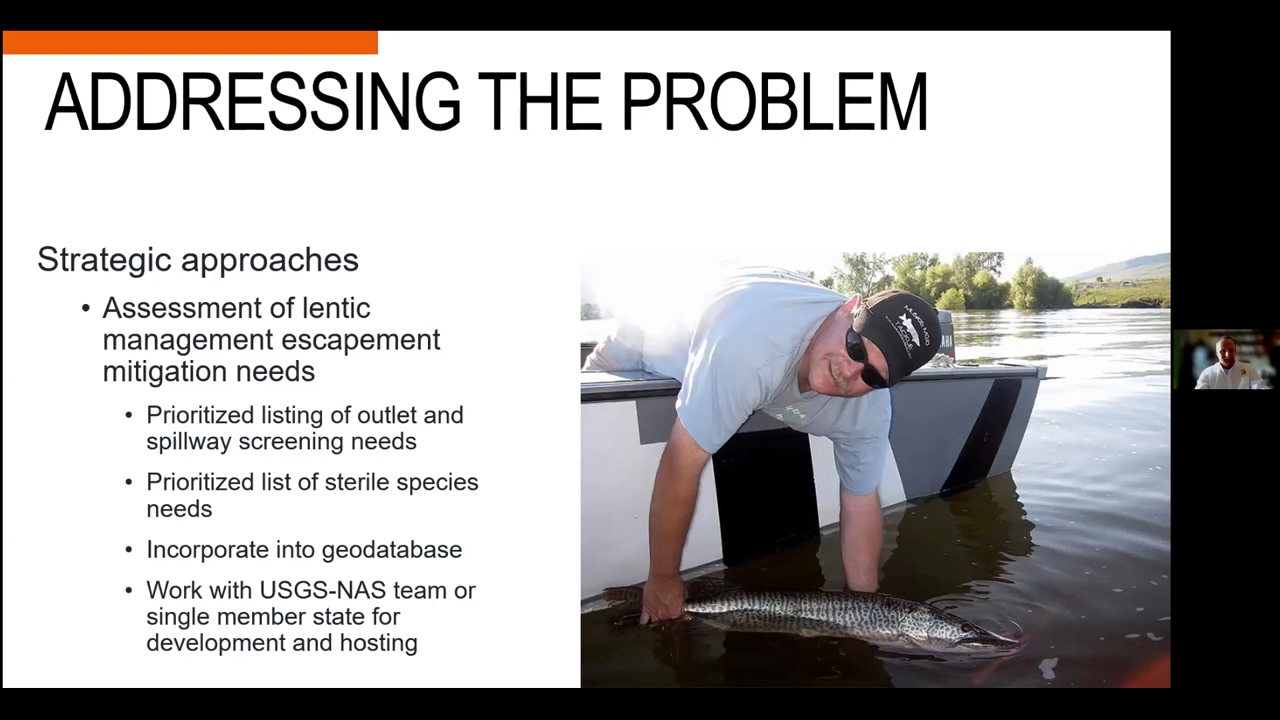 ADDRESSING THE PROBLEM
Strategic approaches
• Assessment of lentic
management escapement
mitigation needs
• Prioritized listing of outlet and
spillway screening needs
• Prioritized list of sterile species
needs
• Incorporate into geodatabase
• Work with USGS-NAS team or
single member state for
development and hosting
TACKLE